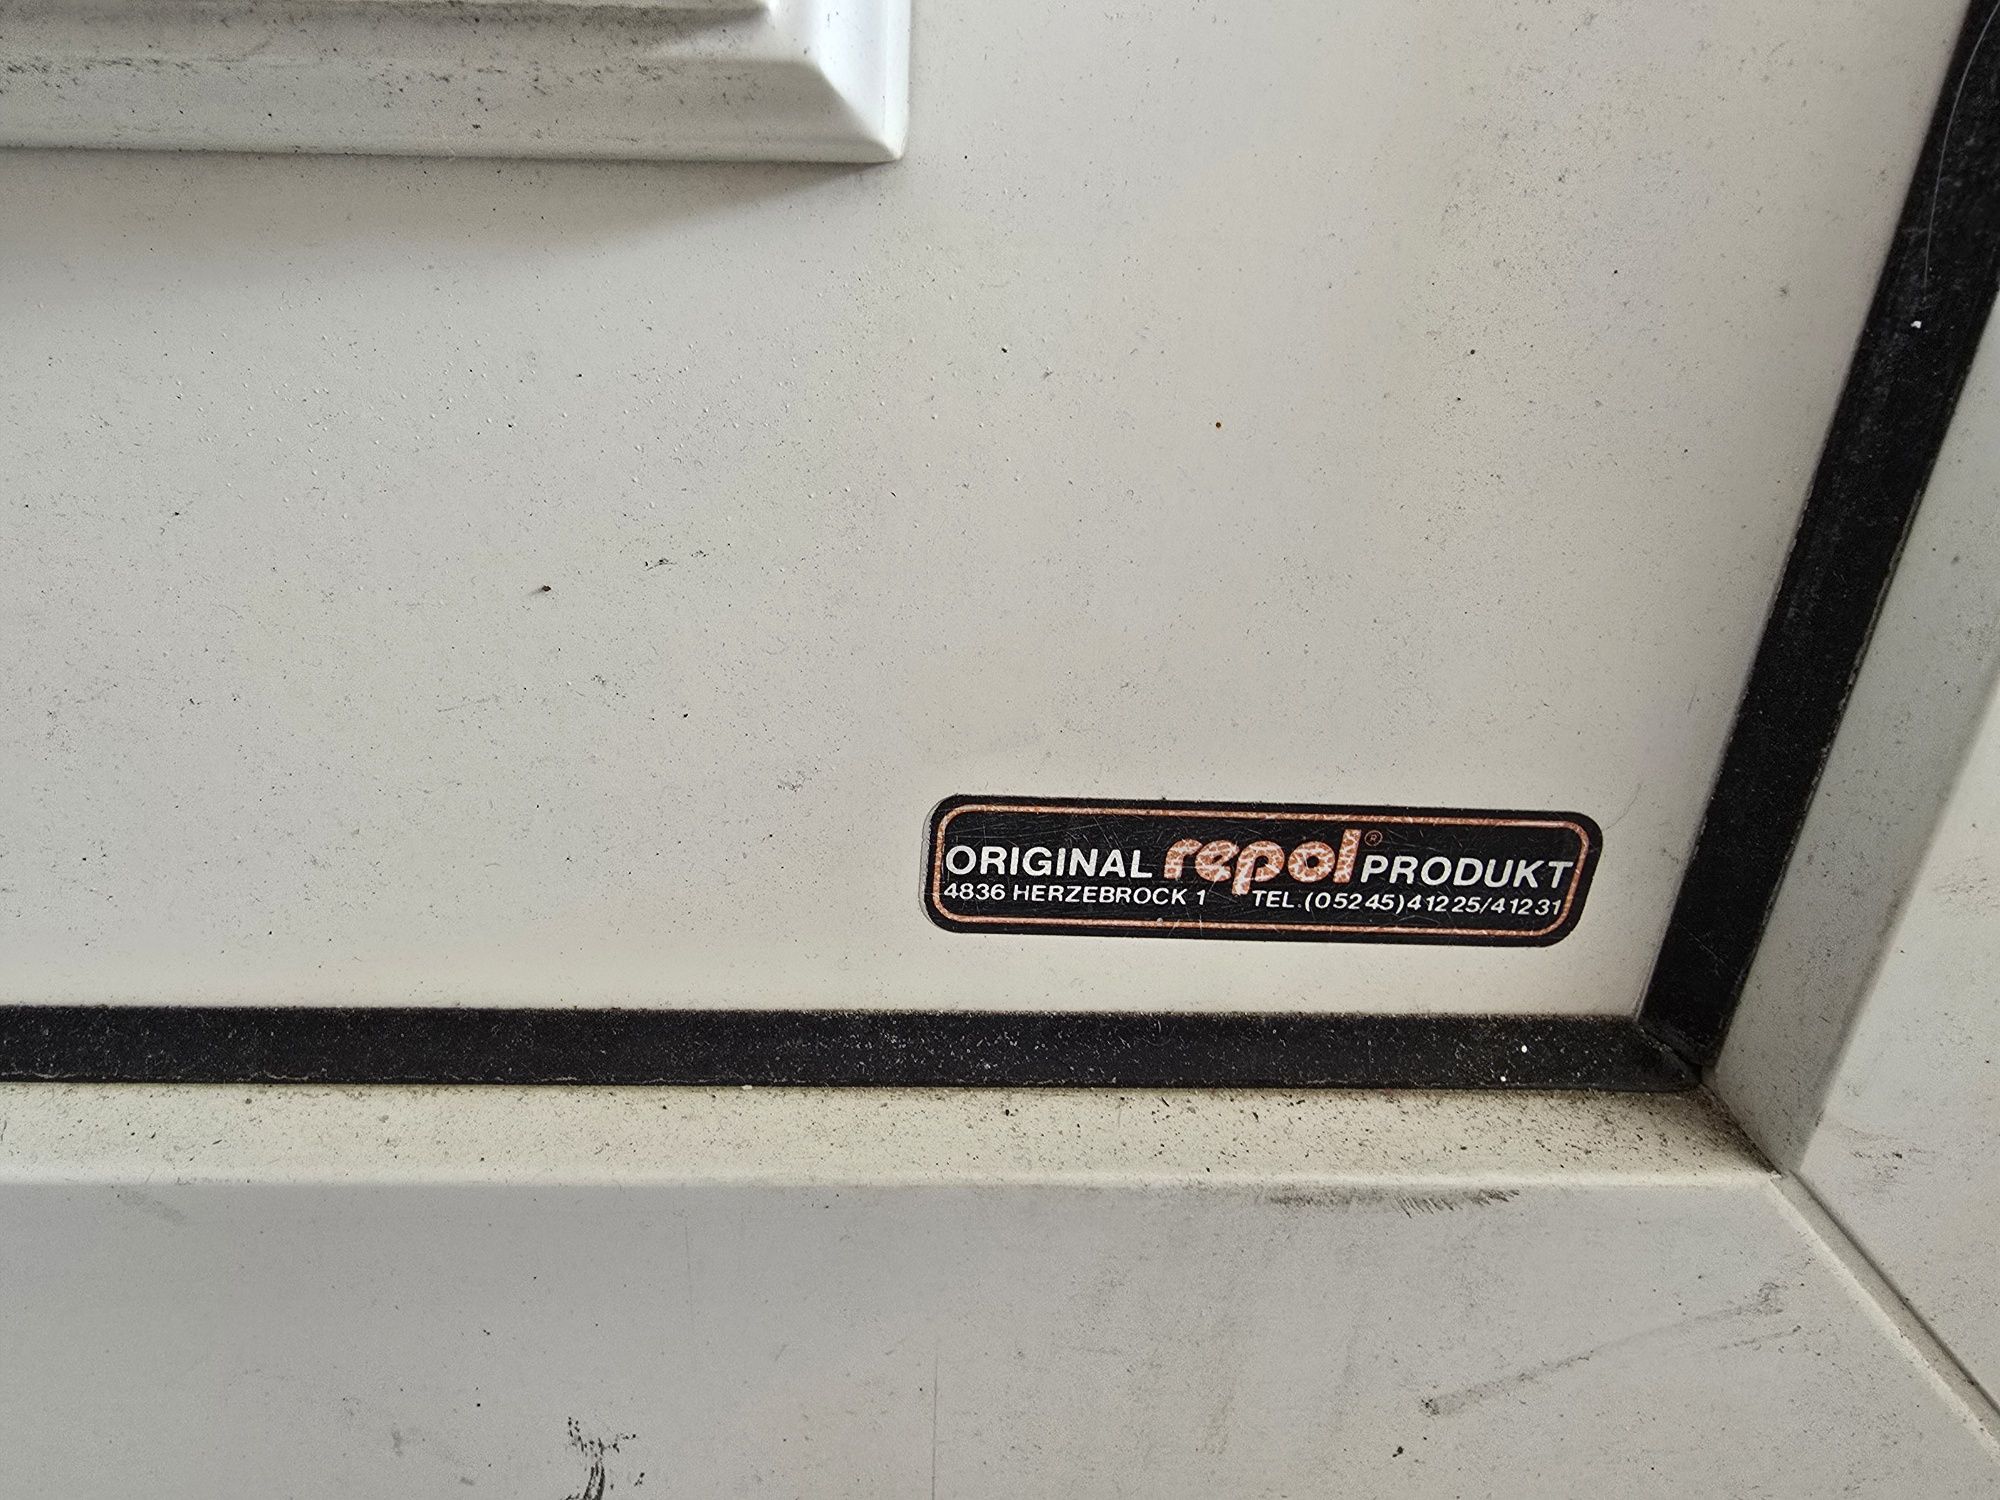 ORIGINAL repol® PRODUKT
4836 HERZEBROCK 1 TEL.(05245)41225/41231